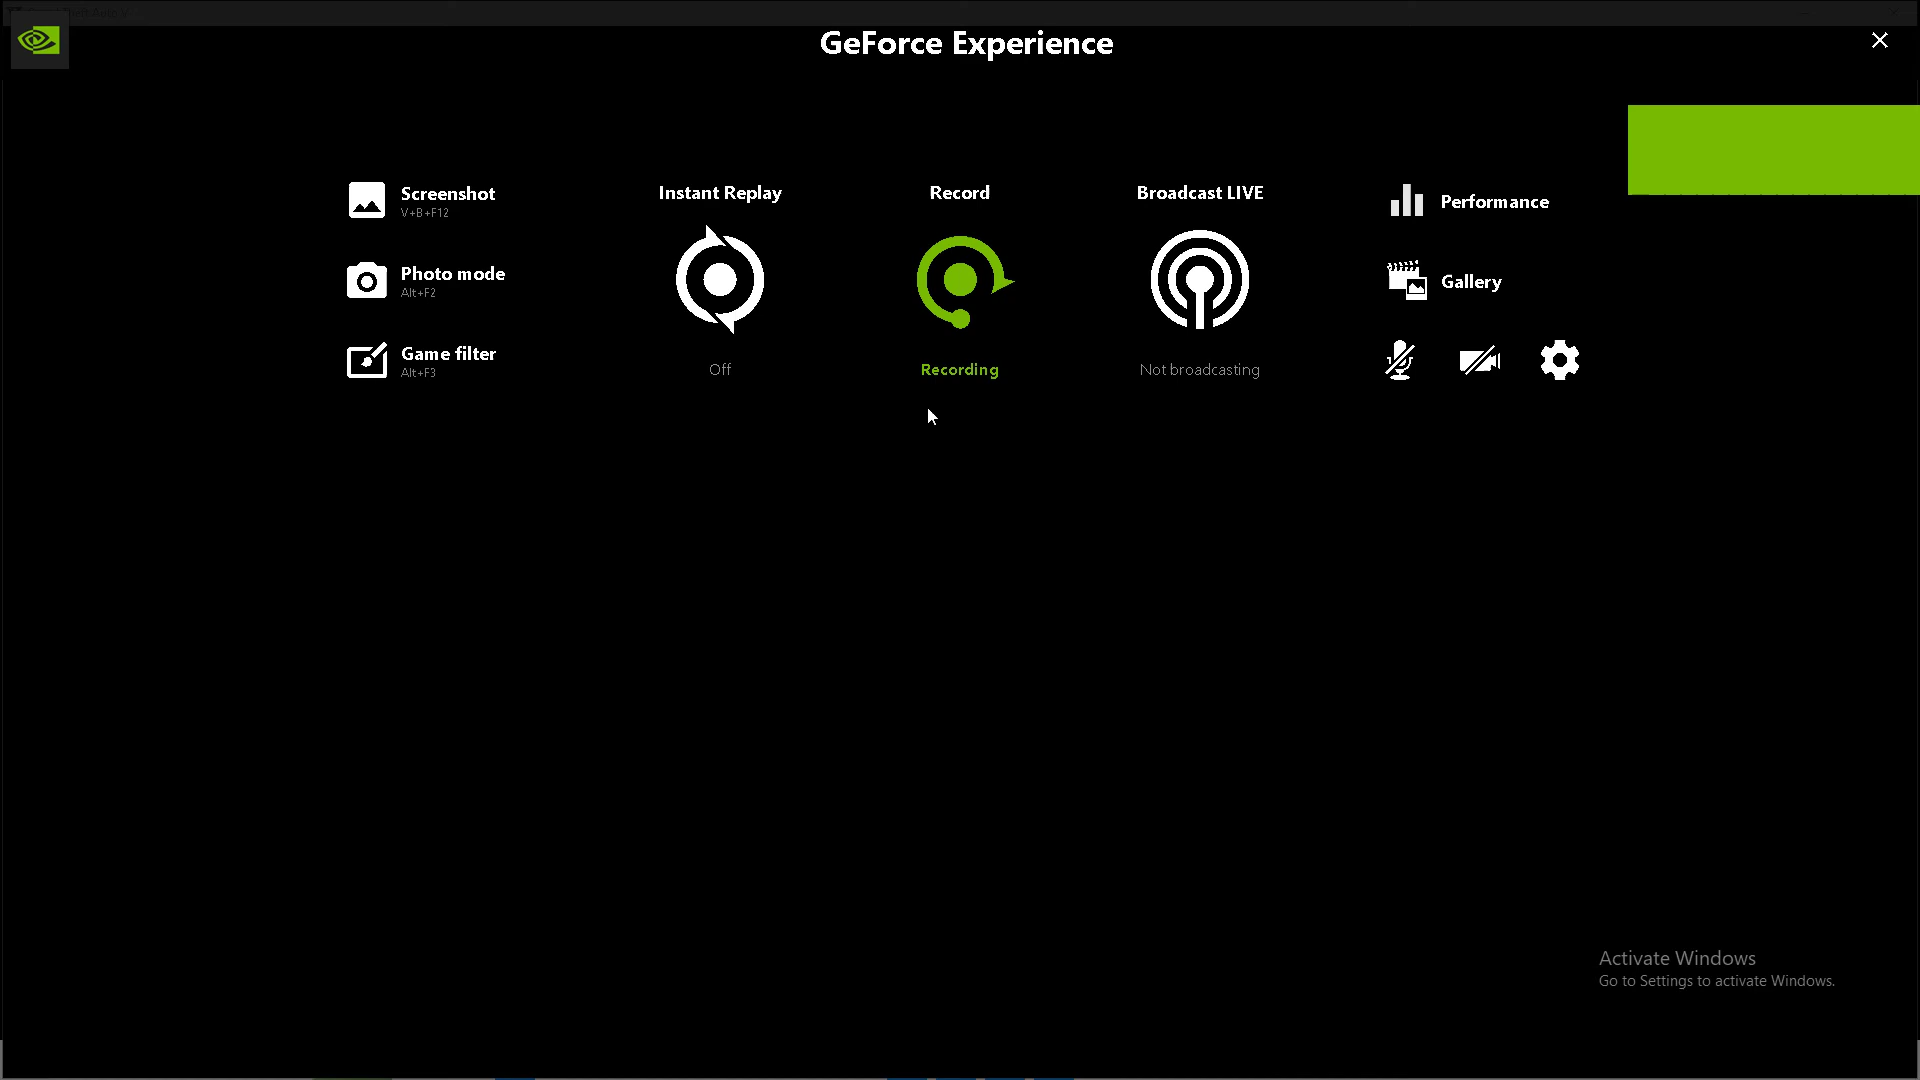 GeForce Experience
Screenshot
V+B+F12
Photo mode
Alt+F2
Game filter
Alt+F3
Instant Replay
Off
Record
Recording
Broadcast LIVE
Not broadcasting
Performance
Gallery
Activate Windows
Go to Settings to activate Windows.